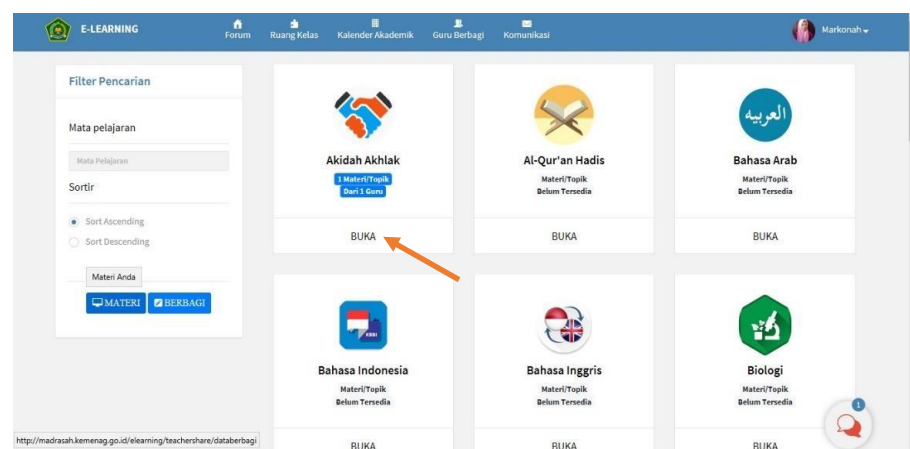 E-LEARNING
Forum
Ruang Kelas
Kalender Akademik
Guru Berbagi
Komunikasi
Markonah
Filter Pencarian
Mata pelajaran
Mata Pelajaran
Sortir
Sort Ascending
Sort Descending
Materi Anda
MATERI
BERBAGI
Akidah Akhlak
1 Materi/Topik
Dari 1 Guru
BUKA
Al-Qur'an Hadis
Materi/Topik
Belum Tersedia
BUKA
العربيه
Bahasa Arab
Materi/Topik
Belum Tersedia
BUKA
KBBI
Bahasa Indonesia
Materi/Topik
Belum Tersedia
BUKA
Bahasa Inggris
Materi/Topik
Belum Tersedia
BUKA
Biologi
Materi/Topik
Belum Tersedia
BUKA
1
http://madrasah.kemenag.go.id/elearning/teachershare/databerbagi